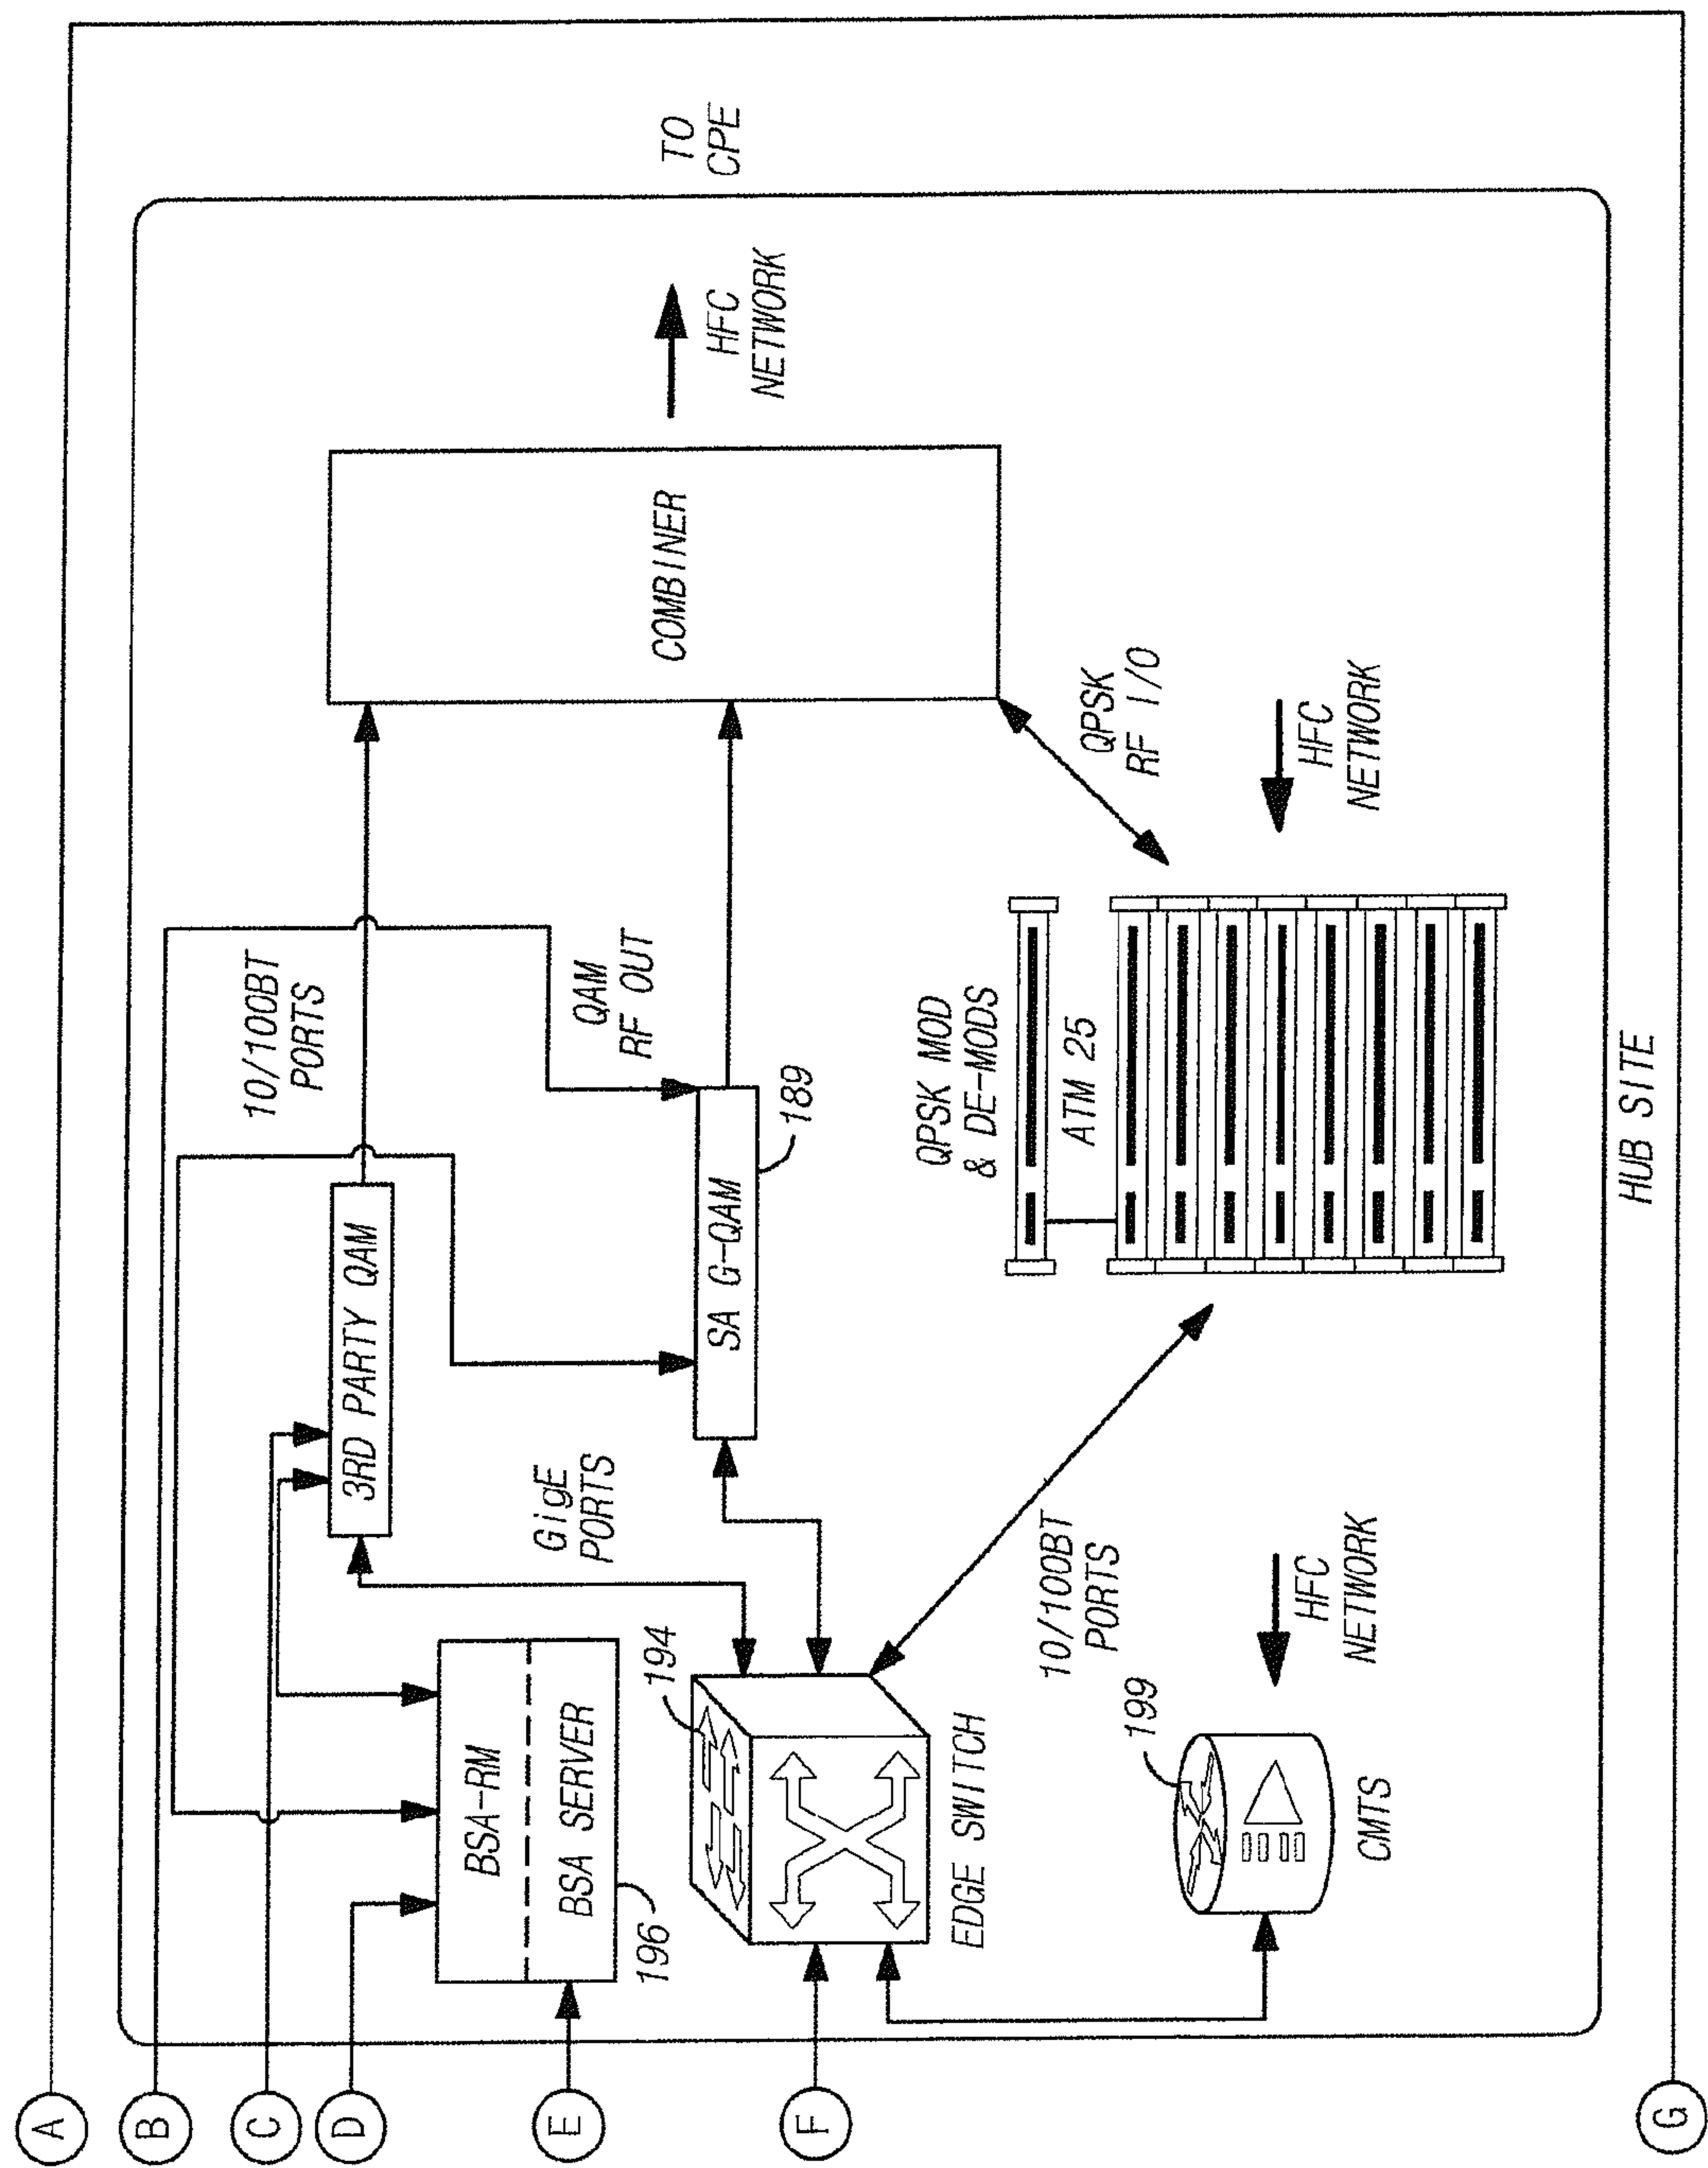 A
B
C
D
E
F
G
BSA-RM
BSA SERVER
196
194
EDGE SWITCH
199
CMTS
HFC
NETWORK
10/100BT
PORTS
GigE
PORTS
3RD PARTY QAM
10/100BT
PORTS
SA G-QAM
189
QAM
RF OUT
QPSK MOD
& DE-MODS
ATM 25
HFC
NETWORK
QPSK
RF I/O
COMBINER
HFC
NETWORK
TO
CPE
HUB SITE